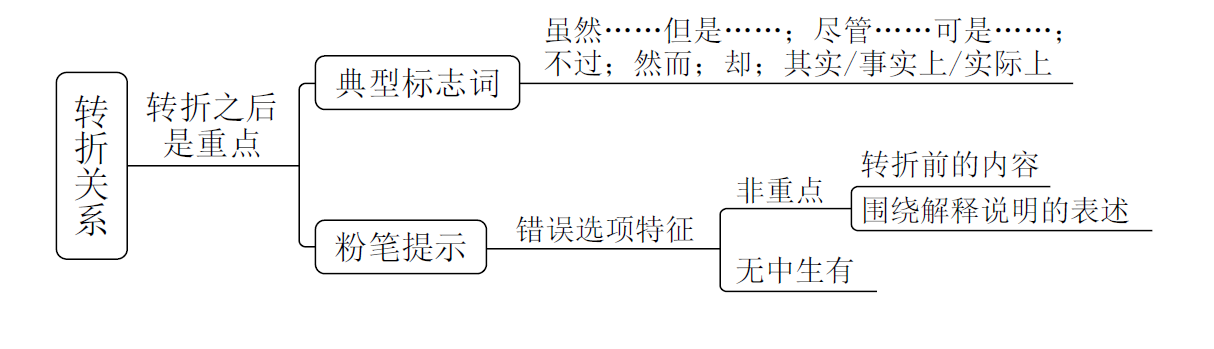 转折关系
转折之后
是重点
典型标志词
虽然……但是……；尽管……可是……；
不过；然而；却；其实/事实上/实际上
粉笔提示
错误选项特征
非重点
转折前的内容
围绕解释说明的表述
无中生有